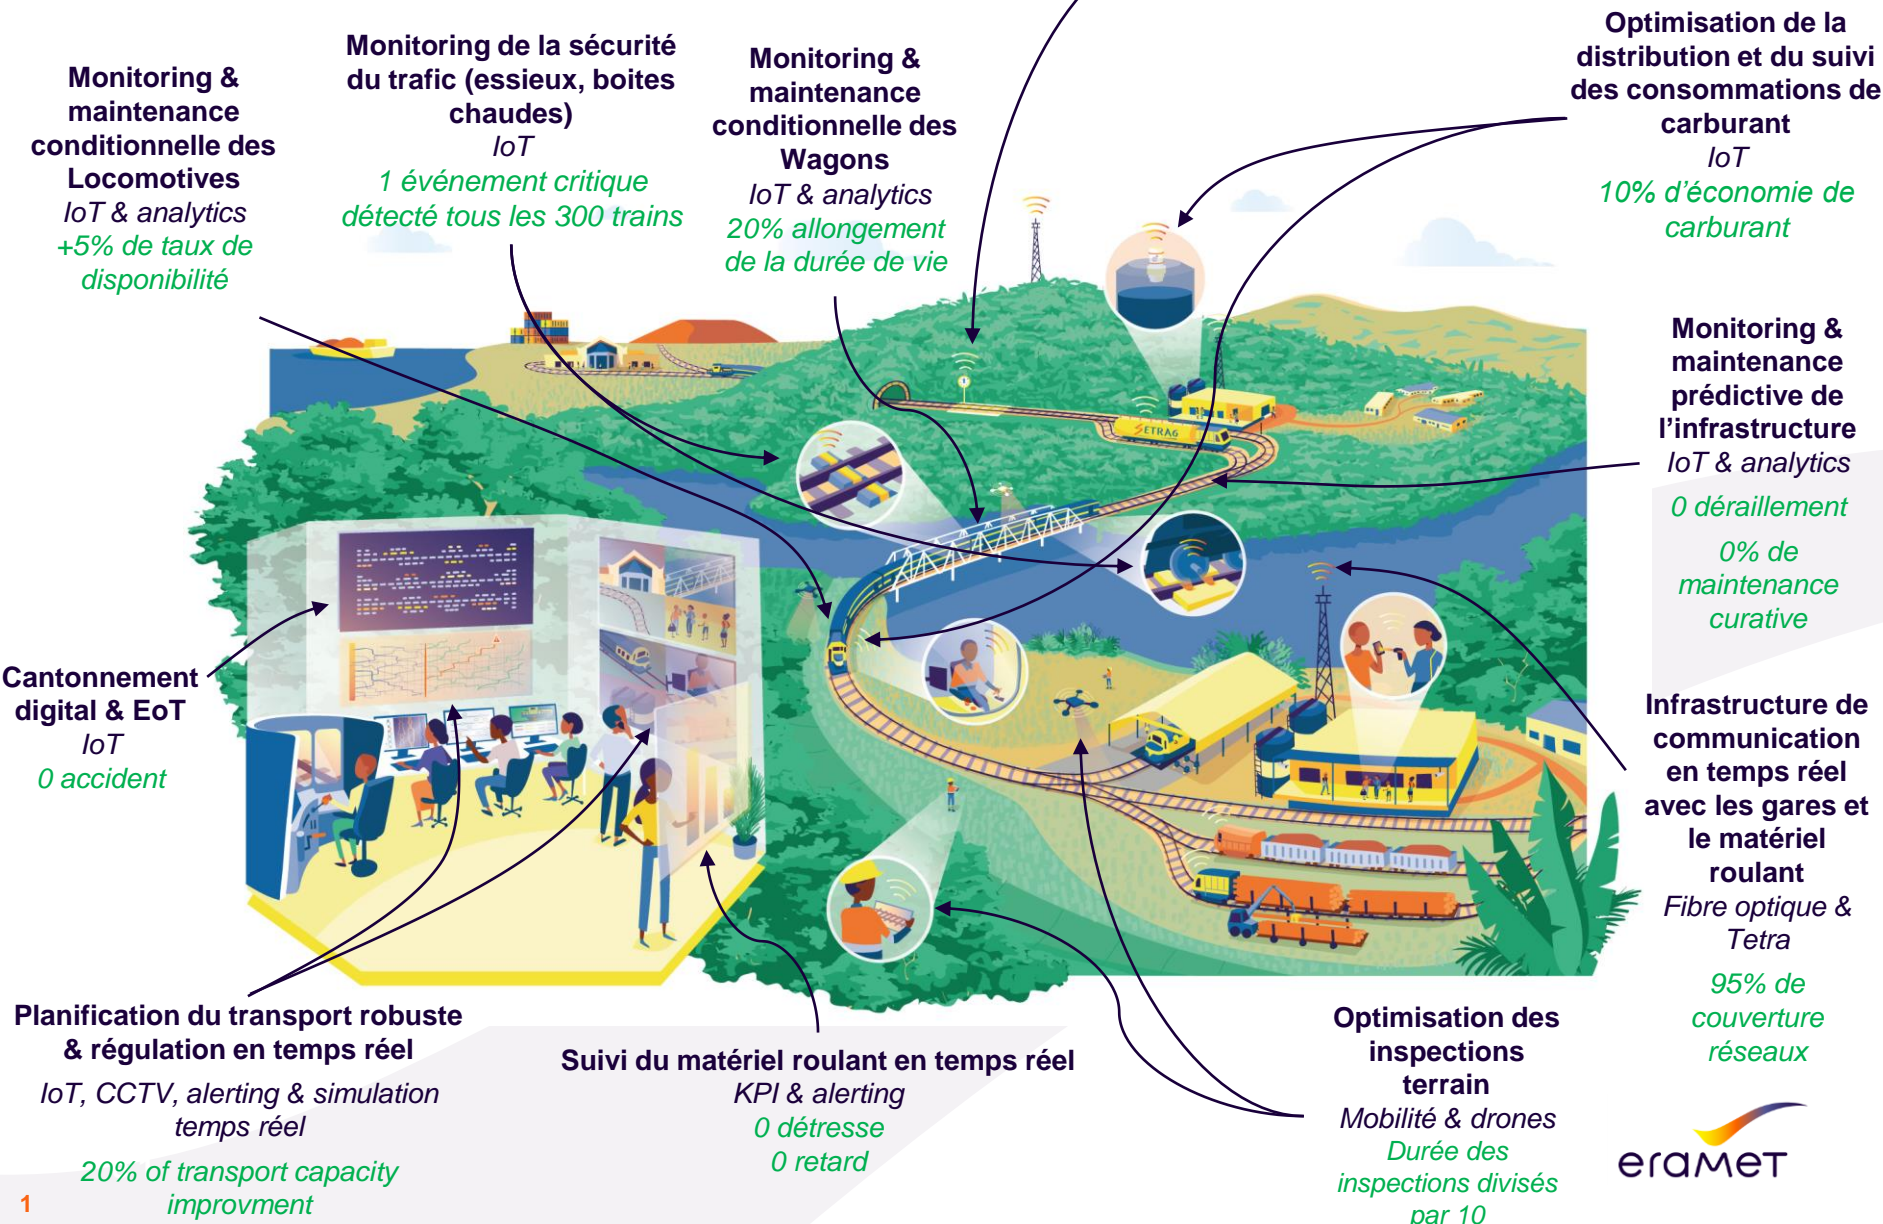 Monitoring &
maintenance
conditionnelle des
Locomotives
IoT & analytics
+5% de taux de
disponibilité
Monitoring de la sécurité
du trafic (essieux, boites
chaudes)
IoT
1 événement critique
détecté tous les 300 trains
Monitoring &
maintenance
conditionnelle des
Wagons
IoT & analytics
20% allongement
de la durée de vie
Optimisation de la
distribution et du suivi
des consommations de
carburant
IoT
10% d'économie de
carburant
Monitoring &
maintenance
prédictive de
l'infrastructure
IoT & analytics
0 déraillement
0% de
maintenance
curative
SETRAG
Cantonnement
digital & EoT
IoT
0 accident
Infrastructure de
communication
en temps réel
avec les gares et
le matériel
roulant
Fibre optique &
Tetra
95% de
couverture
réseaux
Planification du transport robuste
& régulation en temps réel
IoT, CCTV, alerting & simulation
temps réel
20% of transport capacity
improvment
Suivi du matériel roulant en temps réel
KPI & alerting
0 détresse
0 retard
Optimisation des
inspections
terrain
Mobilité & drones
Durée des
inspections divisés
par 10
eramet
1